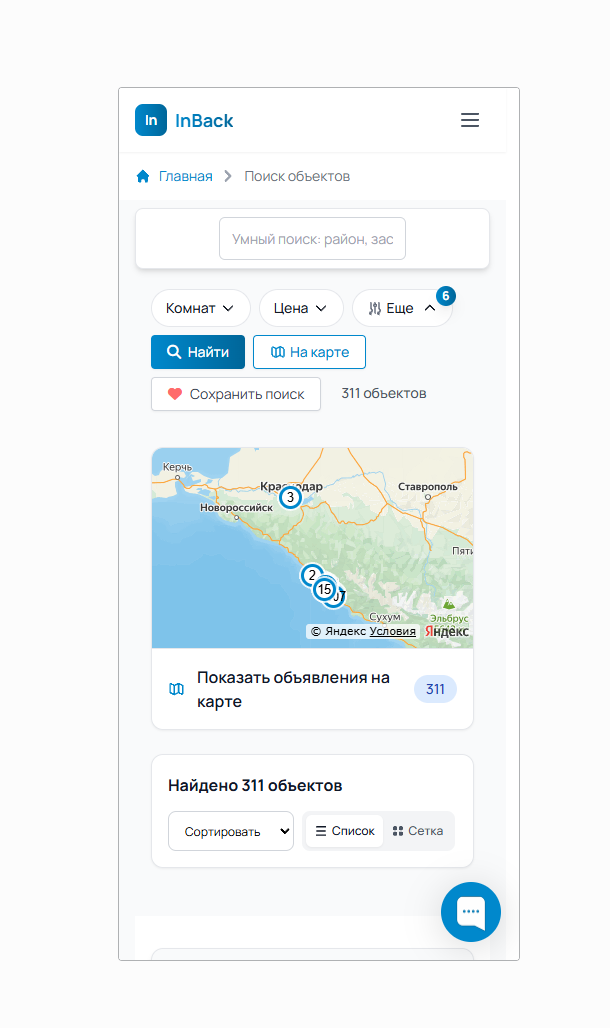 In InBack
Главная Поиск объектов
Умный поиск: район, зас
Комнат Цена Еще 6
Найти На карте
Сохранить поиск 311 объектов
Керчь
Краснодар
Ставрополь
3
Новороссийск
Пяти
2
15
Сухум
Эльбрус
© Яндекс Условия Яндекс
Показать объявления на
карте
311
Найдено 311 объектов
Сортировать Список Сетка